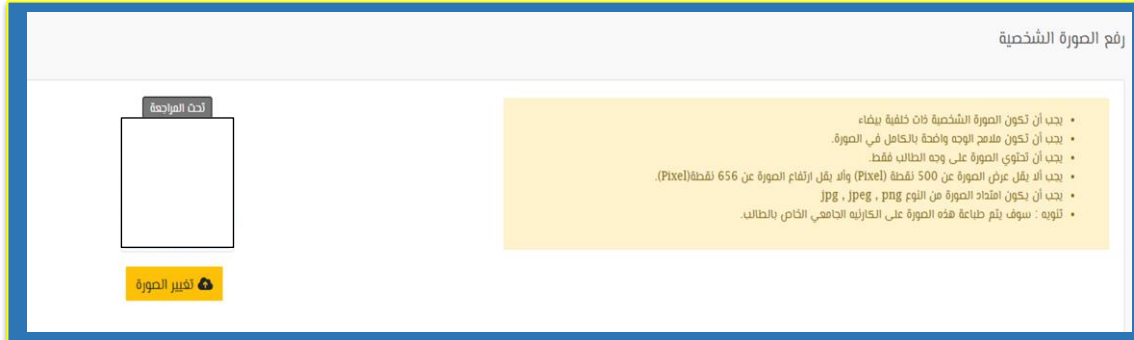 رفع الصورة الشخصية
تحت المراجعة
• يجب أن تكون الصورة الشخصية ذات خلفية بيضاء
• يجب أن تكون ملامح الوجه واضحة بالكامل في الصورة.
• يجب أن تحتوي الصورة على وجه الطالب فقط.
• يجب ألا يقل عرض الصورة عن 500 نقطة (Pixel) وألا يقل ارتفاع الصورة عن 656 نقطة(Pixel).
• يجب أن يكون امتداد الصورة من النوع jpg , jpeg , png
• تنويه : سوف يتم طباعة هذه الصورة على الكارنيه الجامعي الخاص بالطالب.
تغيير الصورة